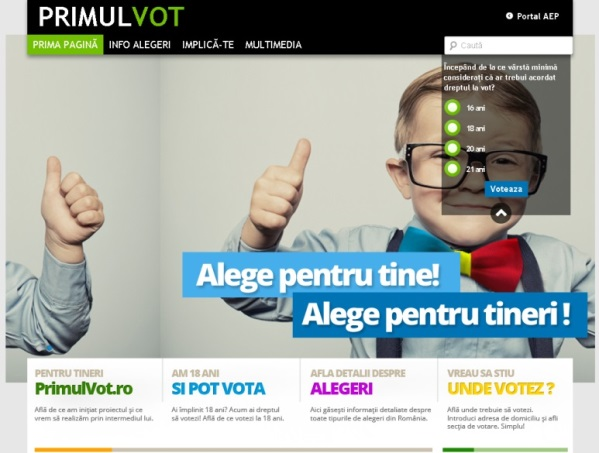 PRIMULVOT
Portal AEP
PRIMA PAGINĂ INFO ALEGERI IMPLICĂ-TE MULTIMEDIA
Caută
Începând de la ce vârstă minimă
considerați că ar trebui acordat
dreptul la vot?
16 ani
18 ani
20 ani
21 ani
Voteaza
Alege pentru tine!
Alege pentru tineri !
PENTRU TINERI
PrimulVot.ro
Află de ce am inițiat proiectul și ce
vrem să realizăm prin intermediul lui.
AM 18 ANI
SI POT VOTA
Ai împlinit 18 ani? Acum ai dreptul
să votezi! Află de ce votezi la 18 ani.
AFLA DETALII DESPRE
ALEGERI
Aici găsești informații detaliate despre
toate tipurile de alegeri din România.
VREAU SA STIU
UNDE VOTEZ ?
Află unde trebuie să votezi.
Introduci adresa de domiciliu și afli
secția de votare. Simplu!